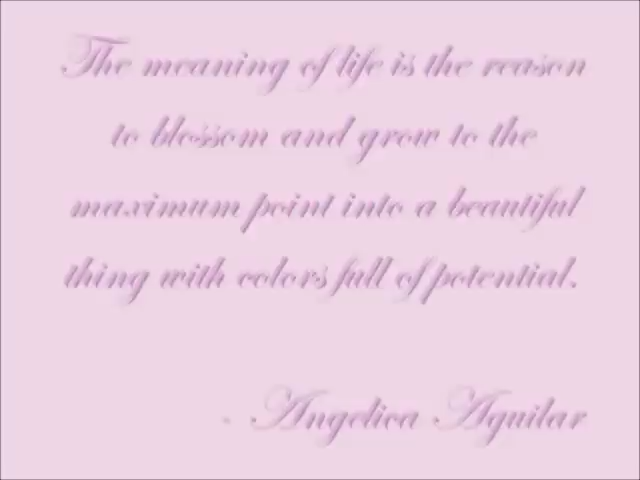 The meaning of life is the reason
to blossom and grow to the
maximum point into a beautiful
thing with colors full of potential.
- Angelica Aguilar